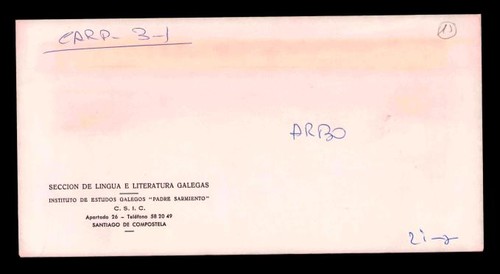 CARP- 3-1
13
ARBO
SECCION DE LINGUA E LITERATURA GALEGAS
INSTITUTO DE ESTUDOS GALEGOS "PADRE SARMIENTO"
C. S. I. C.
Apartado 26 - Teléfono 58 20 49
SANTIAGO DE COMPOSTELA